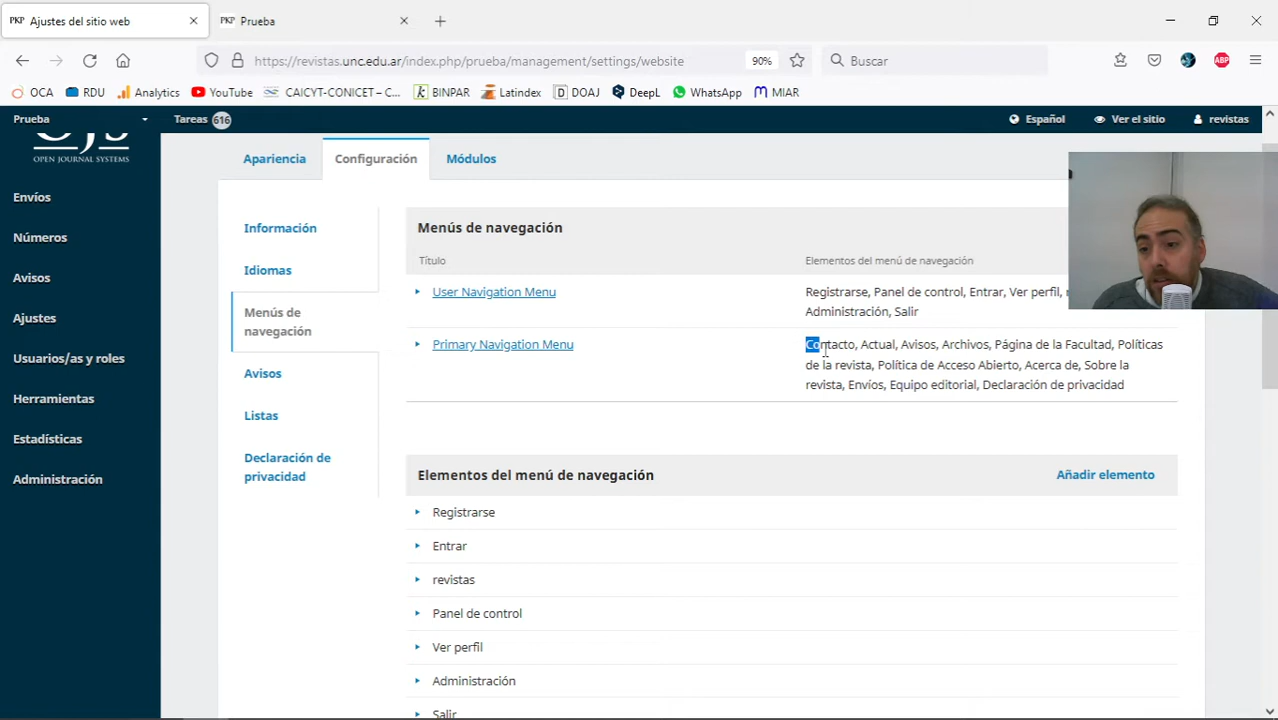 PKP Ajustes del sitio web
PKP Prueba
https://revistas.unc.edu.ar/index.php/prueba/management/settings/website
90%
Buscar
ABP
OCA
RDU
Analytics
YouTube
CAICYT-CONICET – C...
BINPAR
Latindex
DOAJ
DeepL
WhatsApp
MIAR
Prueba
Tareas 616
Español
Ver el sitio
revistas
OJS
OPEN JOURNAL SYSTEMS
Envíos
Números
Avisos
Ajustes
Usuarios/as y roles
Herramientas
Estadísticas
Administración
Apariencia
Configuración
Módulos
Información
Idiomas
Menús de
navegación
Avisos
Listas
Declaración de
privacidad
Menús de navegación
Título
Elementos del menú de navegación
User Navigation Menu
Registrarse, Panel de control, Entrar, Ver perfil,
Administración, Salir
Primary Navigation Menu
Contacto, Actual, Avisos, Archivos, Página de la Facultad, Políticas
de la revista, Política de Acceso Abierto, Acerca de, Sobre la
revista, Envíos, Equipo editorial, Declaración de privacidad
Elementos del menú de navegación
Añadir elemento
Registrarse
Entrar
revistas
Panel de control
Ver perfil
Administración
Salir